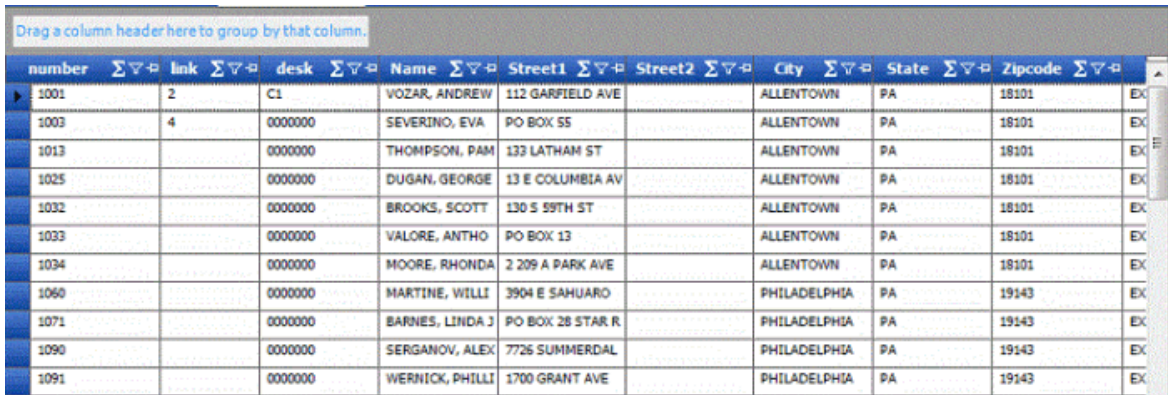 Drag a column header here to group by that column.
number Σ link Σ desk Σ Name Σ Street1 Σ Street2 Σ City Σ State Σ Zipcode Σ
1001 2 C1 VOZAR, ANDREW 112 GARFIELD AVE ALLENTOWN PA 18101 EX
1003 4 0000000 SEVERINO, EVA PO BOX 55 ALLENTOWN PA 18101 EX
1013 0000000 THOMPSON, PAM 133 LATHAM ST ALLENTOWN PA 18101 EX
1025 0000000 DUGAN, GEORGE 13 E COLUMBIA AV ALLENTOWN PA 18101 EX
1032 0000000 BROOKS, SCOTT 130 S 59TH ST ALLENTOWN PA 18101 EX
1033 0000000 VALORE, ANTHO PO BOX 13 ALLENTOWN PA 18101 EX
1034 0000000 MOORE, RHONDA 2 209 A PARK AVE ALLENTOWN PA 18101 EX
1060 0000000 MARTINE, WILLI 3904 E SAHUARO PHILADELPHIA PA 19143 EX
1071 0000000 BARNES, LINDA J PO BOX 28 STAR R PHILADELPHIA PA 19143 EX
1090 0000000 SERGANOV, ALEX 7726 SUMMERDAL PHILADELPHIA PA 19143 EX
1091 0000000 WERNICK, PHILLI 1700 GRANT AVE PHILADELPHIA PA 19143 EX